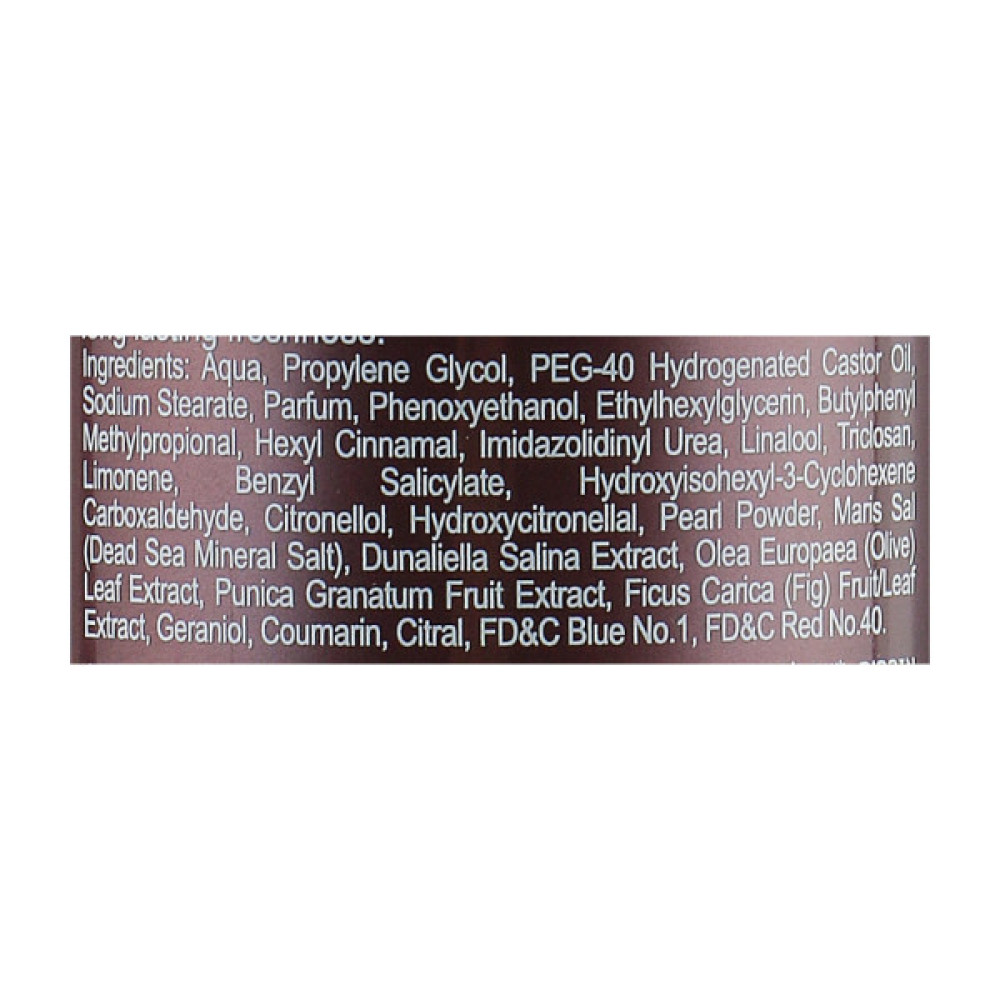 long lasting freshness.
Ingredients: Aqua, Propylene Glycol, PEG-40 Hydrogenated Castor Oil,
Sodium Stearate, Parfum, Phenoxyethanol, Ethylhexylglycerin, Butylphenyl
Methylpropional, Hexyl Cinnamal, Imidazolidinyl Urea, Linalool, Triclosan,
Limonene, Benzyl Salicylate, Hydroxyisohexyl-3-Cyclohexene
Carboxaldehyde, Citronellol, Hydroxycitronellal, Pearl Powder, Maris Sal
(Dead Sea Mineral Salt), Dunaliella Salina Extract, Olea Europaea (Olive)
Leaf Extract, Punica Granatum Fruit Extract, Ficus Carica (Fig) Fruit/Leaf
Extract, Geraniol, Coumarin, Citral, FD&C Blue No.1, FD&C Red No.40.